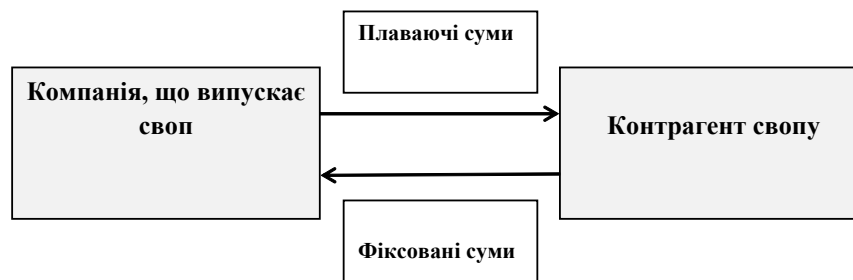 Плаваючі суми
Компанія, що випускає
своп
Контрагент свопу
Фіксовані суми